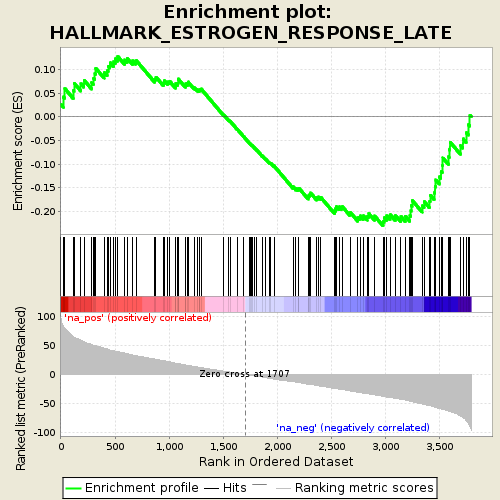 Enrichment plot:
HALLMARK_ESTROGEN_RESPONSE_LATE
Enrichment score (ES)
0.10
0.05
0.00
-0.05
-0.10
-0.15
-0.20
'na_pos' (positively correlated)
Zero cross at 1707
'na_neg' (negatively correlated)
Ranked list metric (PreRanked)
100
50
0
-50
-100
0
500
1,000
1,500
2,000
2,500
3,000
3,500
Rank in Ordered Dataset
Enrichment profile
Hits
Ranking metric scores